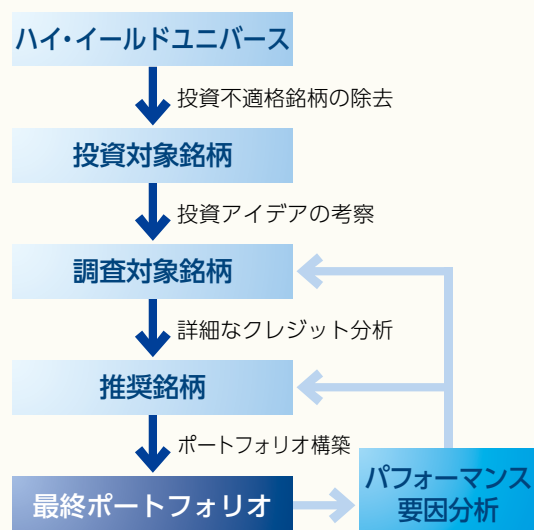 ハイ・イールドユニバース
投資不適格銘柄の除去
投資対象銘柄
投資アイデアの考察
調査対象銘柄
詳細なクレジット分析
推奨銘柄
ポートフォリオ構築
最終ポートフォリオ
パフォーマンス
要因分析